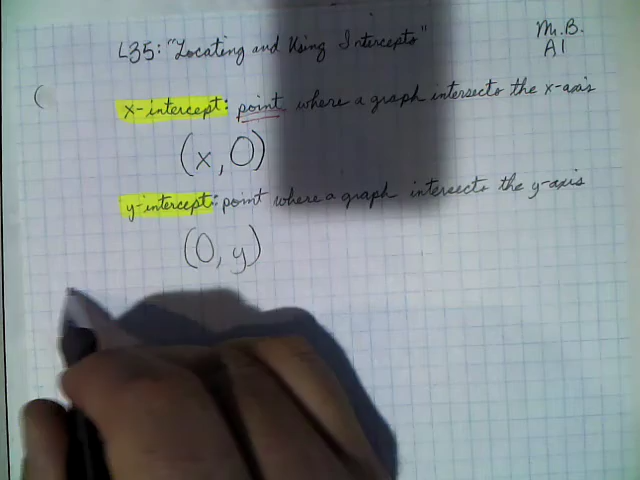 L35: "Locating and Using Intercepts"
M.B.
A1
(
x-intercept: point where a graph intersects the x-axis
(x, 0)
y-intercept: point where a graph intersects the y-axis
(0, y)